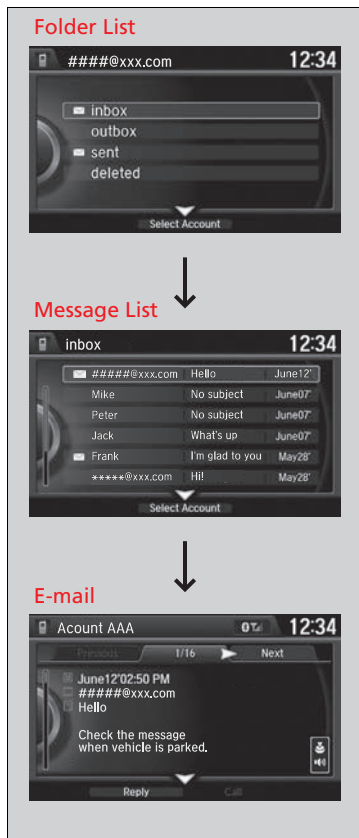 Folder List
####@xxx.com 12:34
inbox
outbox
sent
deleted
Select Account
Message List
inbox 12:34
#####@xxx.com Hello June12'
Mike No subject June07'
Peter No subject June07'
Jack What's up June07'
Frank I'm glad to you May28'
*****@xxx.com Hi! May28'
Select Account
E-mail
Acount AAA 12:34
Previous 1/16 Next
June12'02:50 PM
#####@xxx.com
Hello
Check the message
when vehicle is parked.
Reply Call